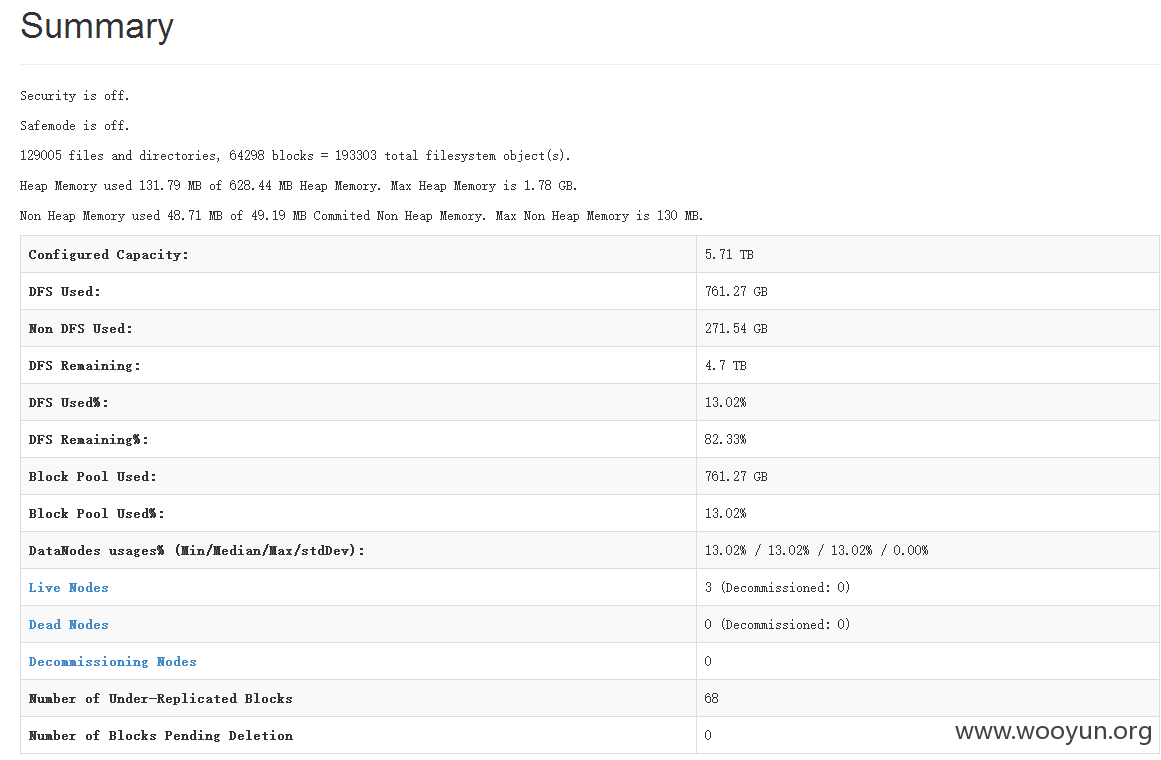 Summary
Security is off.
Safemode is off.
129005 files and directories, 64298 blocks = 193303 total filesystem object(s).
Heap Memory used 131.79 MB of 628.44 MB Heap Memory. Max Heap Memory is 1.78 GB.
Non Heap Memory used 48.71 MB of 49.19 MB Commited Non Heap Memory. Max Non Heap Memory is 130 MB.
Configured Capacity: 5.71 TB
DFS Used: 761.27 GB
Non DFS Used: 271.54 GB
DFS Remaining: 4.7 TB
DFS Used%: 13.02%
DFS Remaining%: 82.33%
Block Pool Used: 761.27 GB
Block Pool Used%: 13.02%
DataNodes usages% (Min/Median/Max/stdDev): 13.02% / 13.02% / 13.02% / 0.00%
Live Nodes 3 (Decommissioned: 0)
Dead Nodes 0 (Decommissioned: 0)
Decommissioning Nodes 0
Number of Under-Replicated Blocks 68
Number of Blocks Pending Deletion 0
www.wooyun.org